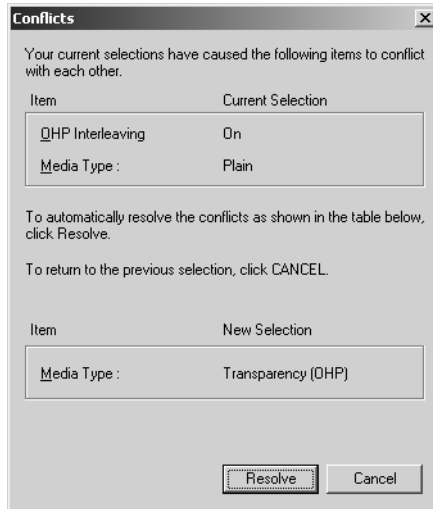 Conflicts
Your current selections have caused the following items to conflict
with each other.
Item Current Selection
OHP Interleaving On
Media Type : Plain
To automatically resolve the conflicts as shown in the table below,
click Resolve.
To return to the previous selection, click CANCEL.
Item New Selection
Media Type : Transparency (OHP)
Resolve Cancel